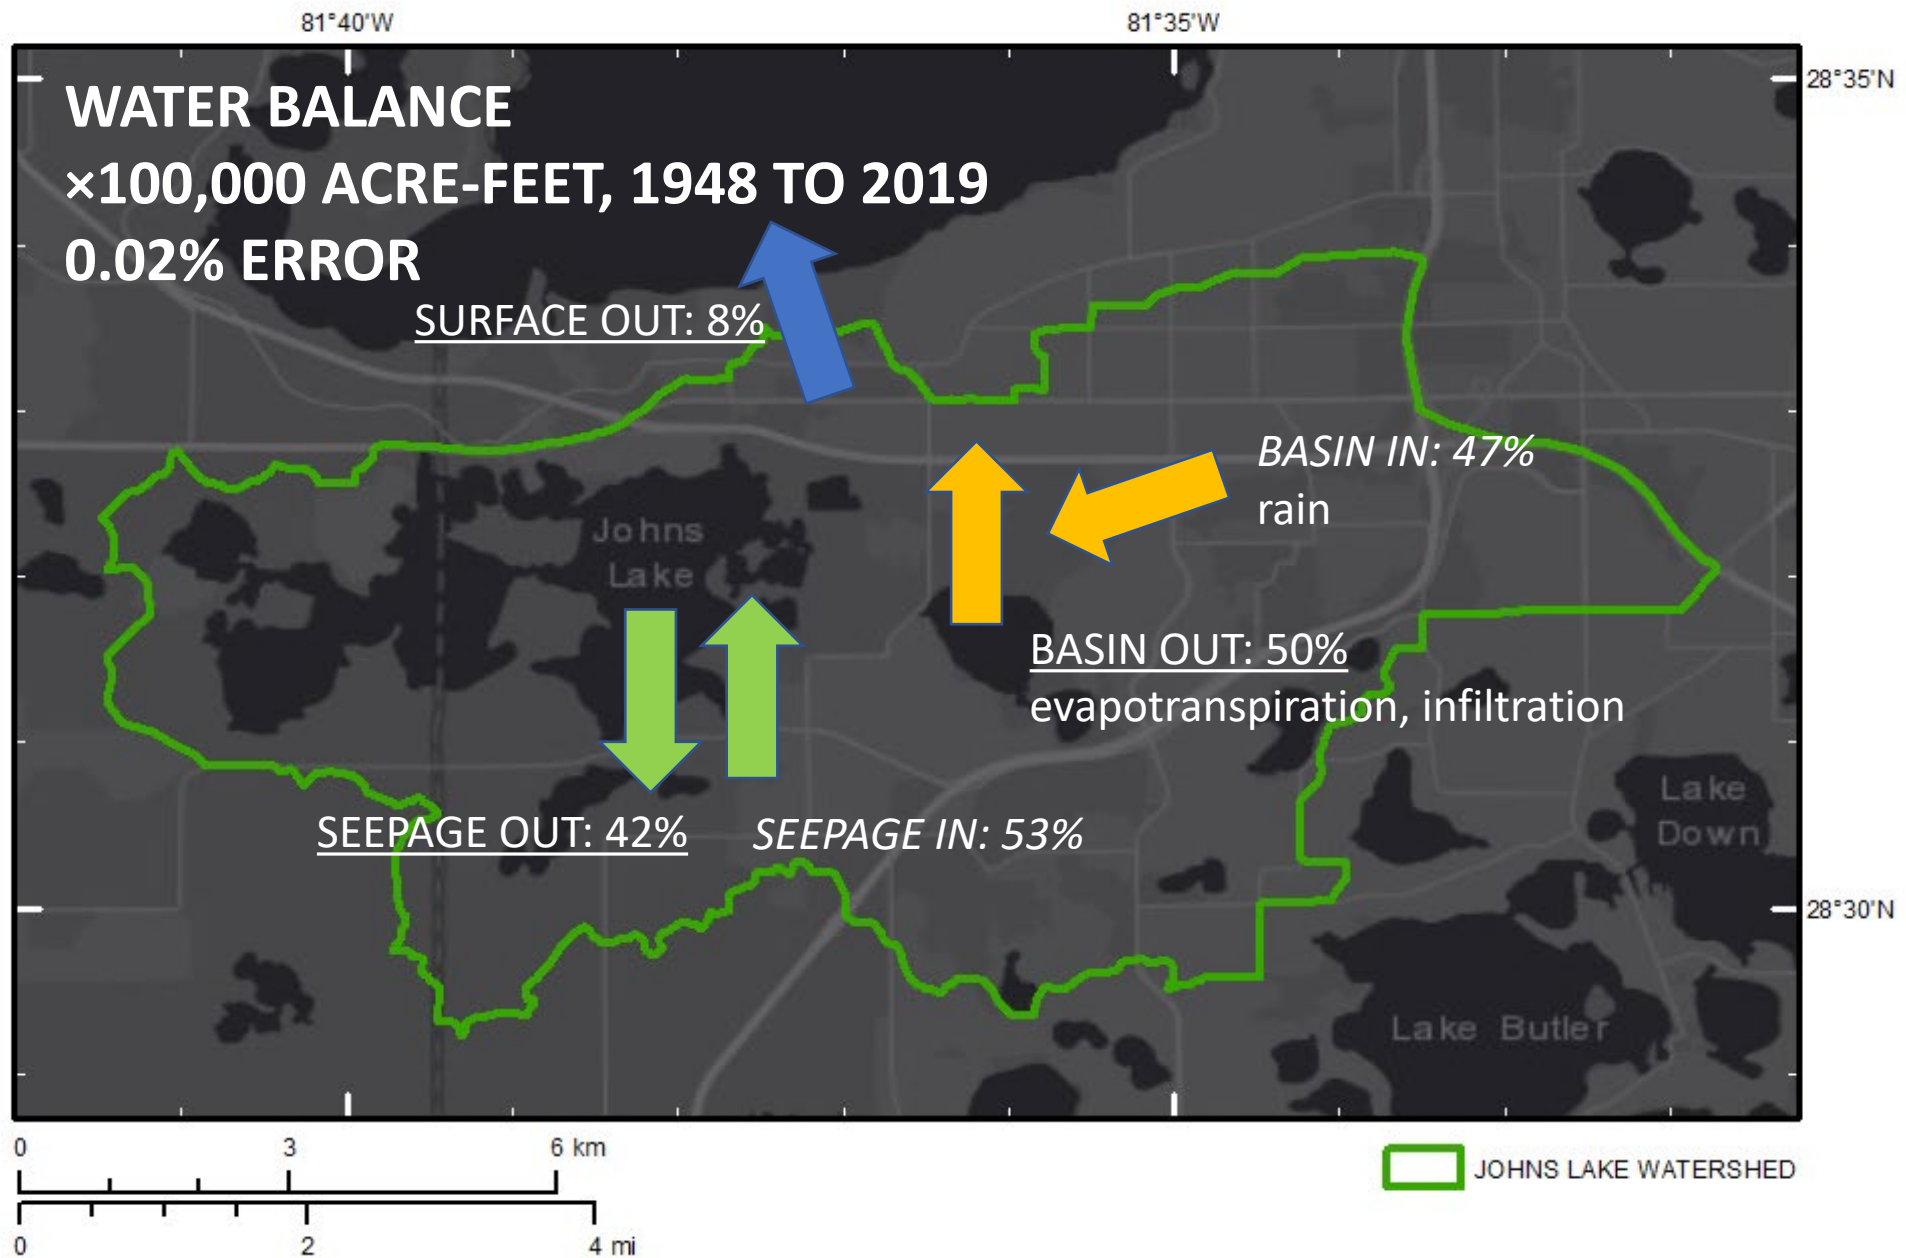 81°40'W
81°35'W
WATER BALANCE
×100,000 ACRE-FEET, 1948 TO 2019
0.02% ERROR
28°35'N
SURFACE OUT: 8%
BASIN IN: 47%
rain
Johns
Lake
BASIN OUT: 50%
evapotranspiration, infiltration
SEEPAGE OUT: 42%
SEEPAGE IN: 53%
Lake
Down
28°30'N
Lake Butler
0 3 6 km
0 2 4 mi
JOHNS LAKE WATERSHED